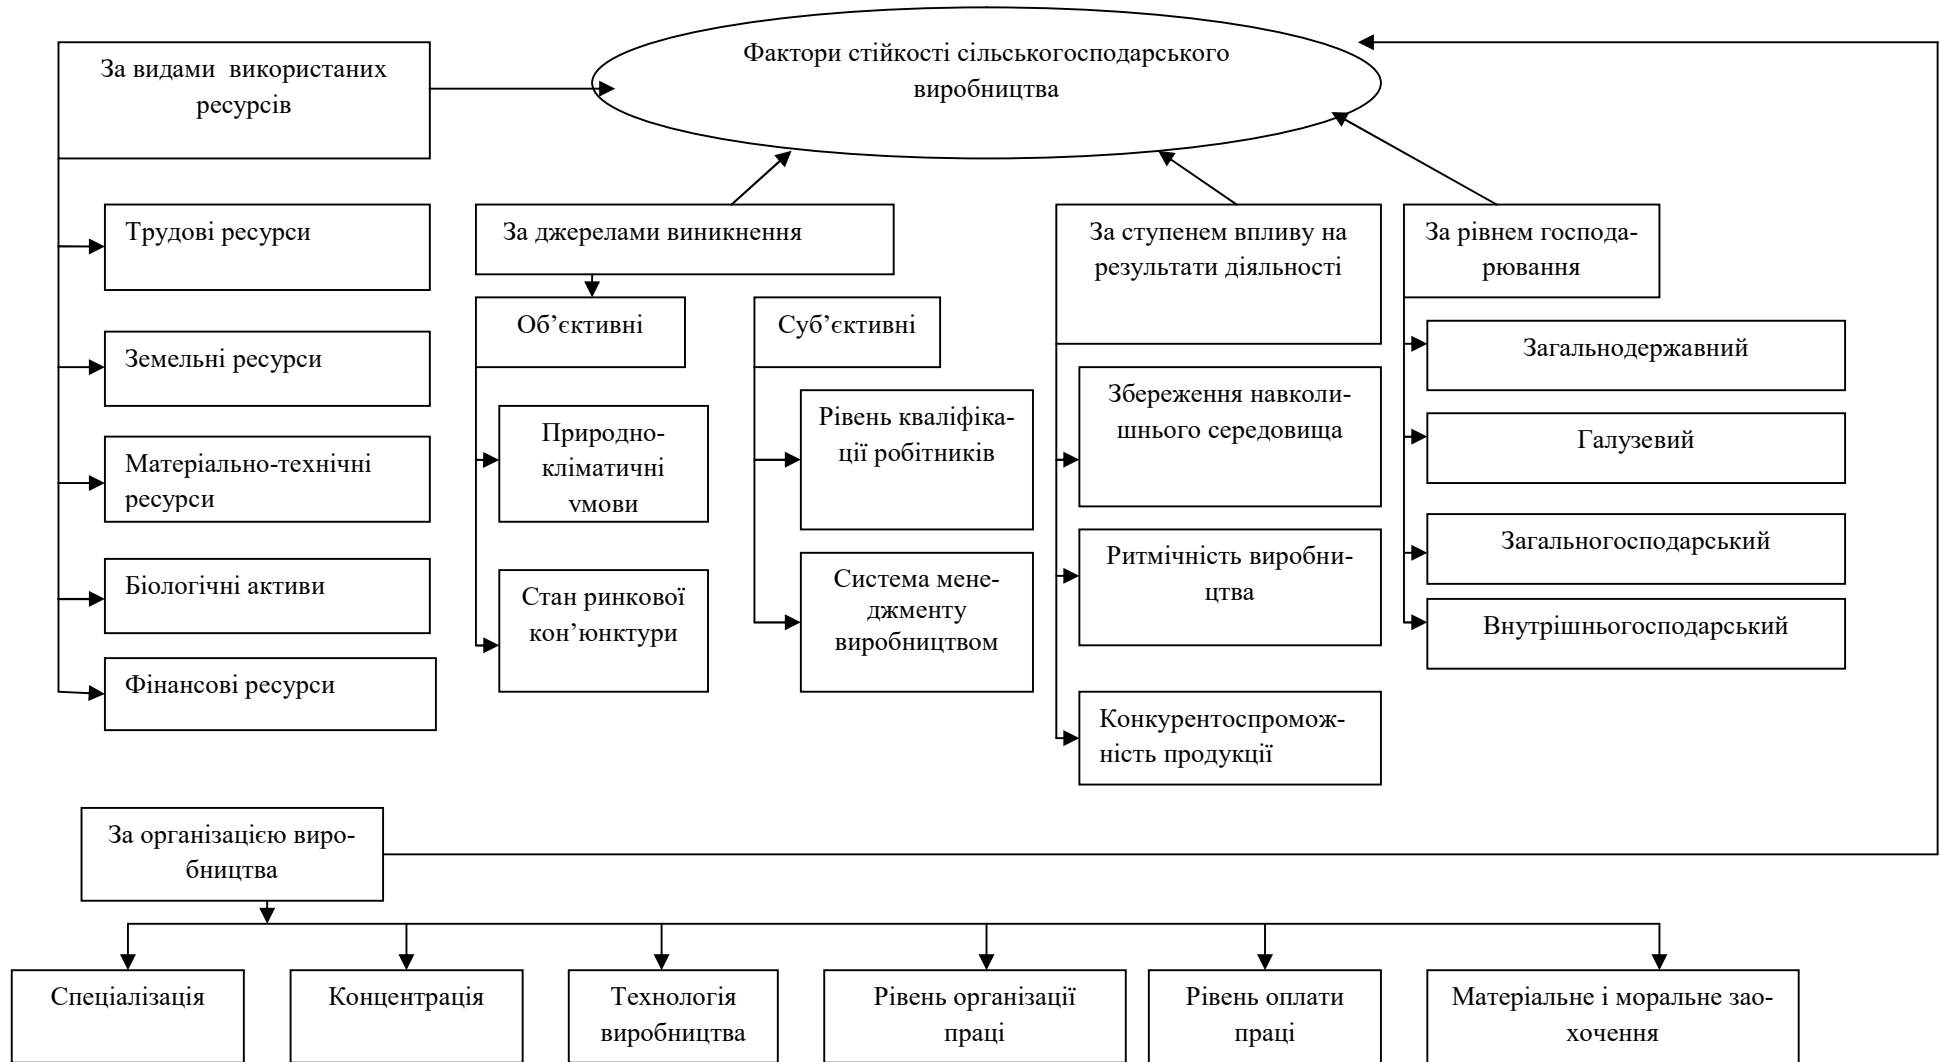 Фактори стійкості сільськогосподарського
виробництва
За видами використаних
ресурсів
Трудові ресурси
Земельні ресурси
Матеріально-технічні
ресурси
Біологічні активи
Фінансові ресурси
За джерелами виникнення
Об’єктивні
Природно-
кліматичні
умови
Стан ринкової
кон’юнктури
Суб’єктивні
Рівень кваліфіка-
ції робітників
Система мене-
джменту
виробництвом
За ступенем впливу на
результати діяльності
Збереження навколи-
шнього середовища
Ритмічність виробни-
цтва
Конкурентоспромож-
ність продукції
За рівнем господа-
рювання
Загальнодержавний
Галузевий
Загальногосподарський
Внутрішньогосподарський
За організацією виро-
бництва
Спеціалізація
Концентрація
Технологія
виробництва
Рівень організації
праці
Рівень оплати
праці
Матеріальне і моральне зао-
хочення